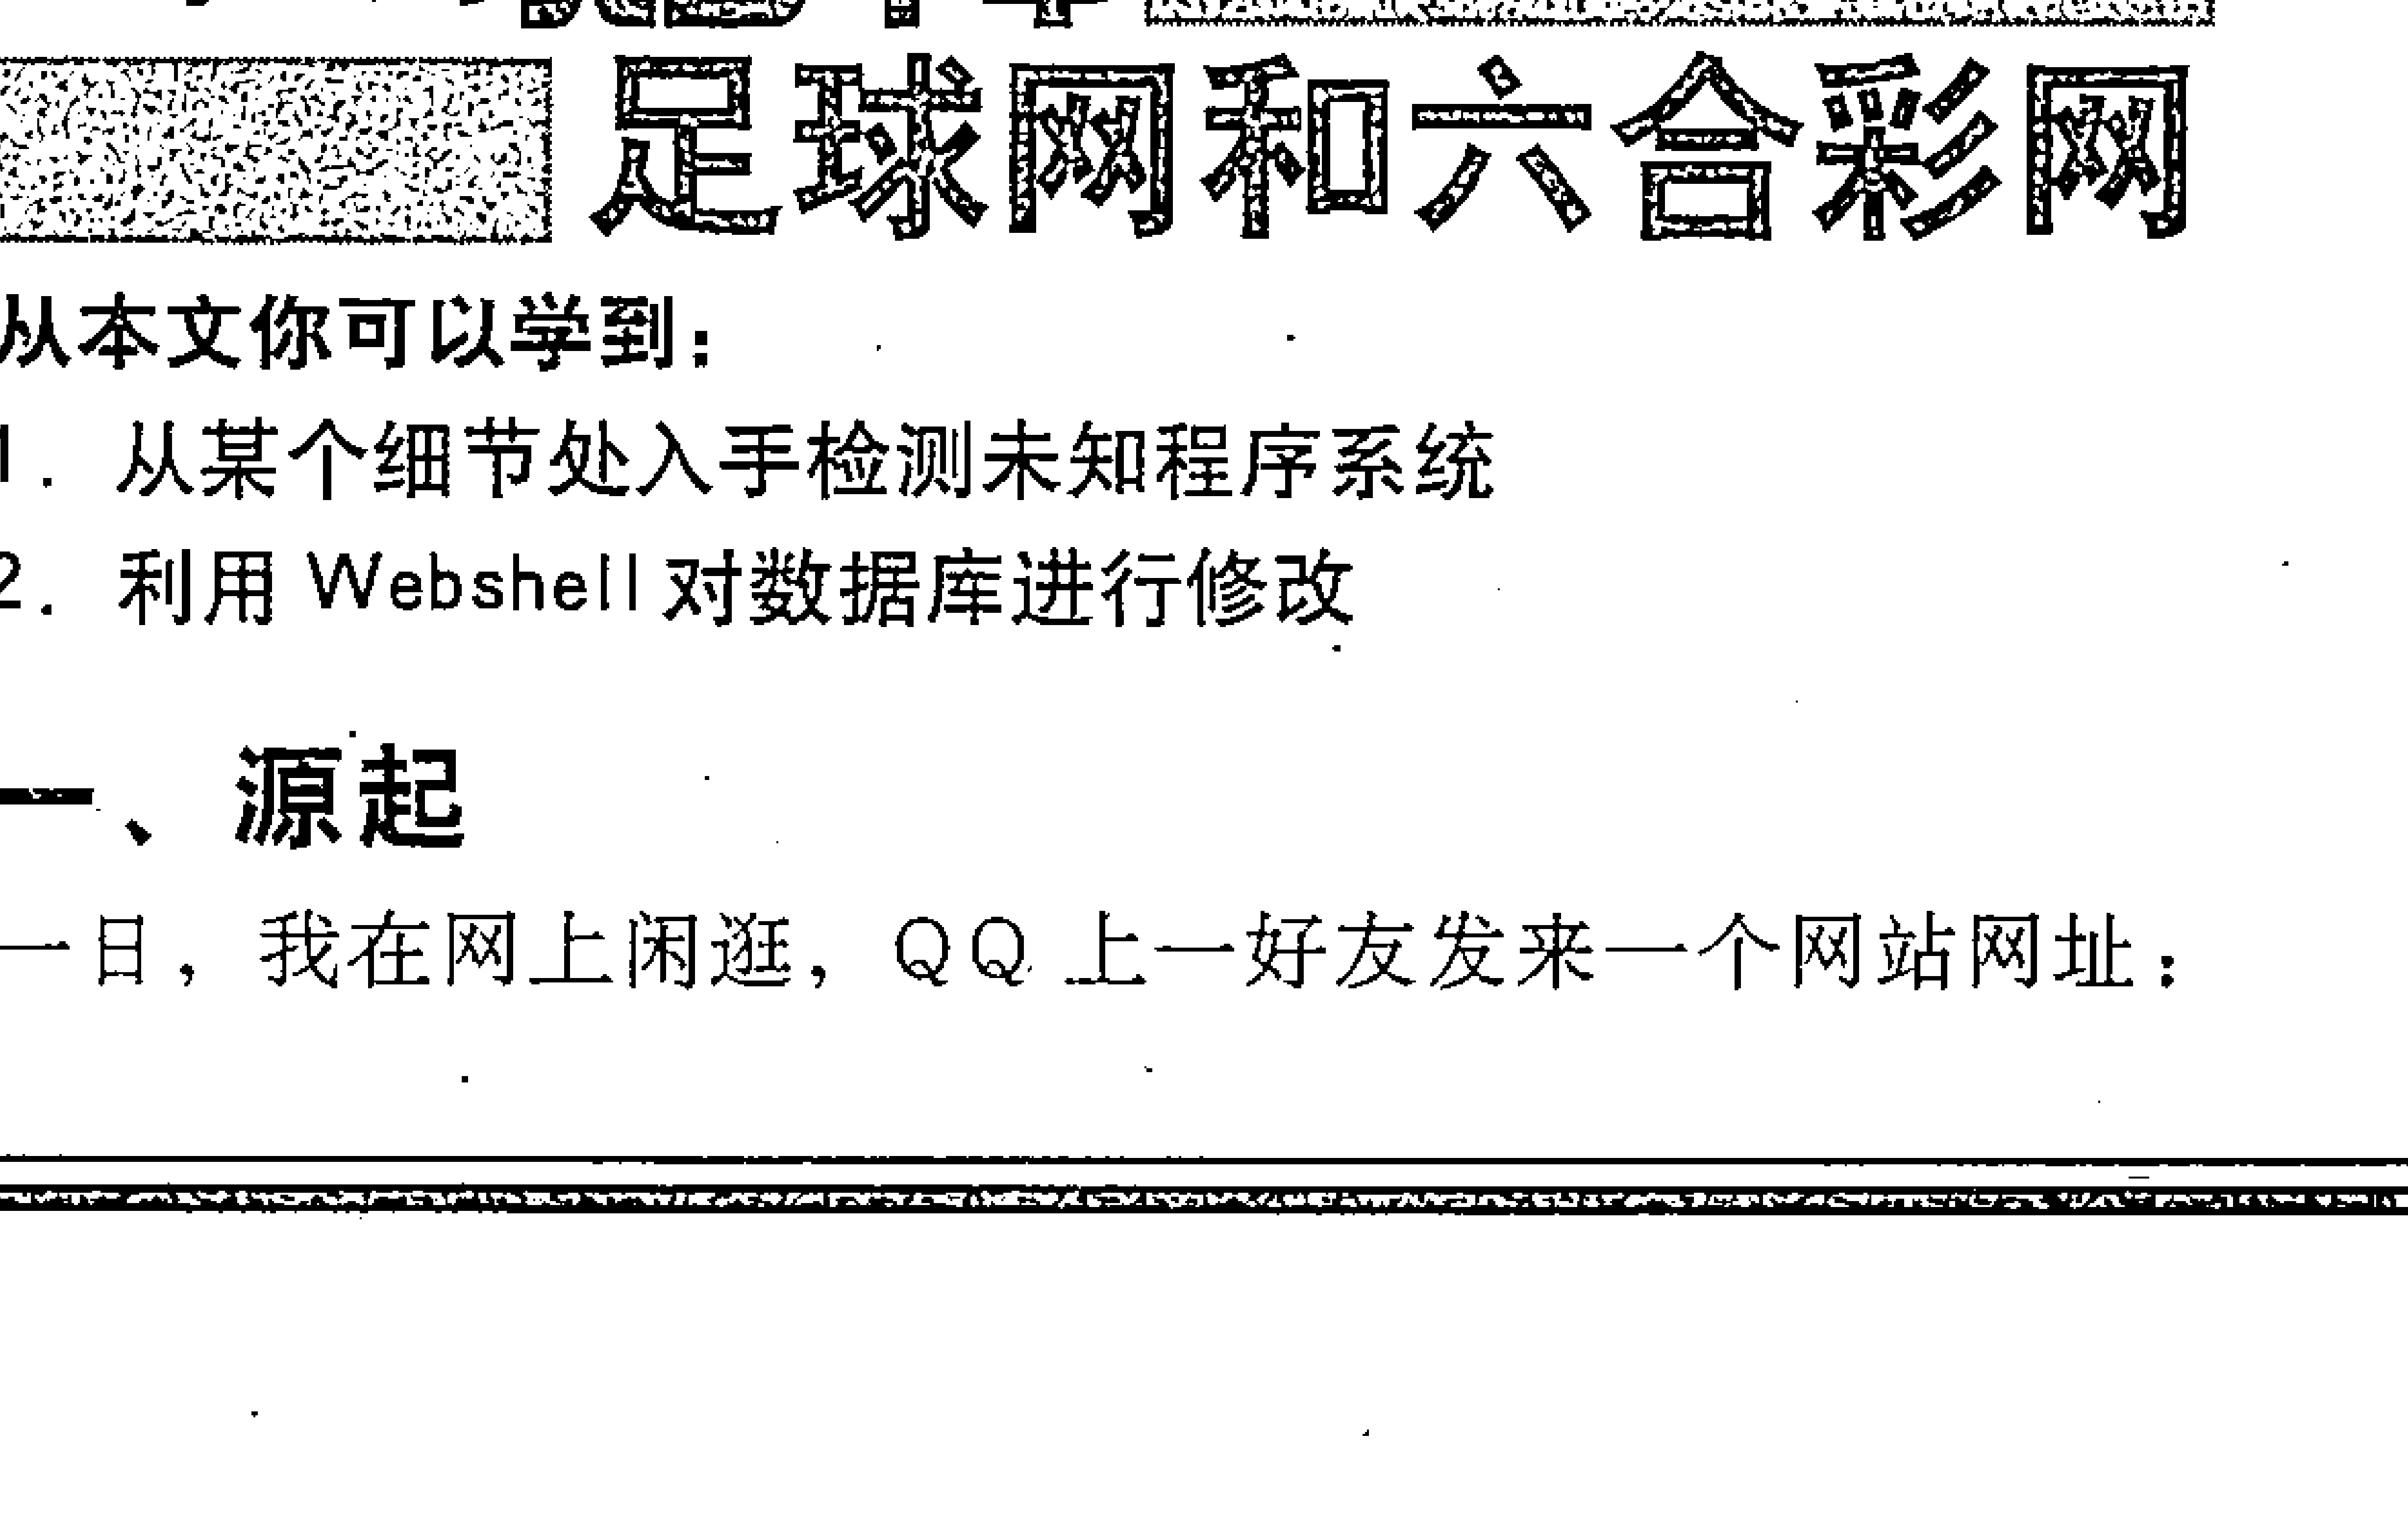 足球网和六合彩网
从本文你可以学到：
1. 从某个细节处入手检测未知程序系统
2. 利用 Webshell 对数据库进行修改
一、源起
一日，我在网上闲逛，QQ 上一好友发来一个网站网址：